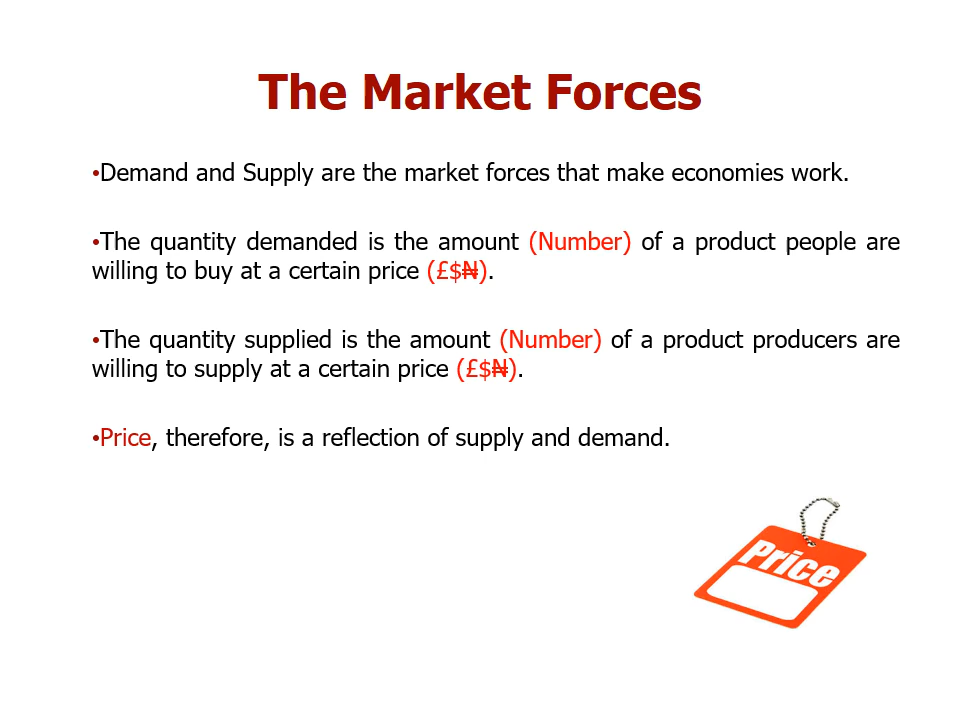 The Market Forces
•Demand and Supply are the market forces that make economies work.
•The quantity demanded is the amount (Number) of a product people are
willing to buy at a certain price (£$₦).
•The quantity supplied is the amount (Number) of a product producers are
willing to supply at a certain price (£$₦).
•Price, therefore, is a reflection of supply and demand.
Price